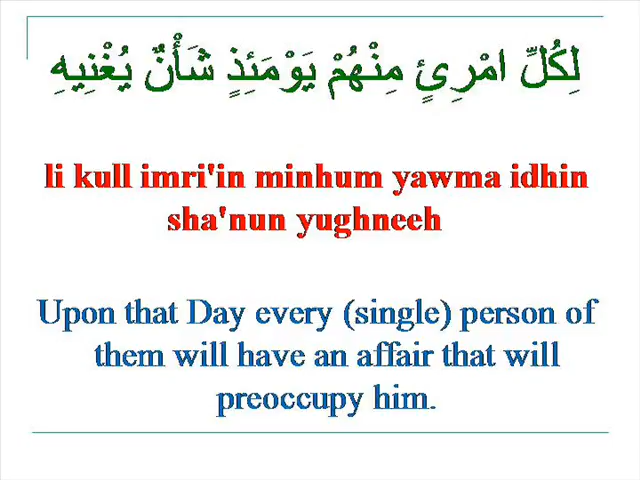 لِكُلِّ امْرِئٍ مِنْهُمْ يَوْمَئِذٍ شَأْنٌ يُغْنِيهِ
li kull imri'in minhum yawma idhin
sha'nun yughneeh
Upon that Day every (single) person of
them will have an affair that will
preoccupy him.